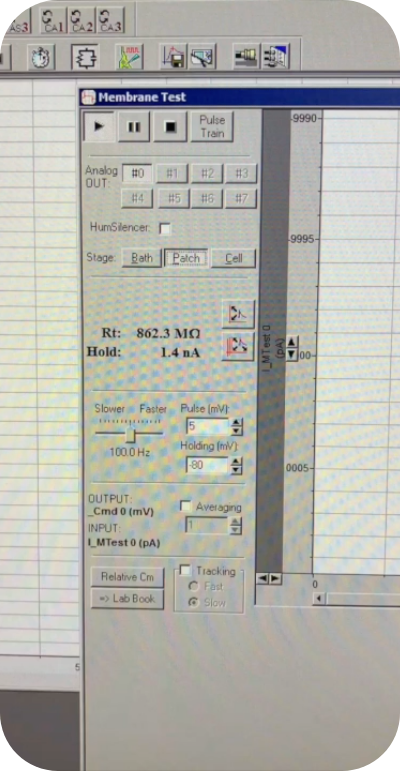 CA1 CA2 CA3
Membrane Test
Pulse Train
Analog OUT:
#0 #1 #2 #3
#4 #5 #6 #7
HumSilencer:
Stage: Bath Patch Cell
Rt: 862.3 MΩ
Hold: 1.4 nA
Slower Faster
100.0 Hz
Pulse (mV):
5
Holding (mV):
-80
OUTPUT:
_Cmd 0 (mV)
INPUT:
I_MTest 0 (pA)
Averaging
1
Relative Cm
=> Lab Book
Tracking
Fast
Slow
I_MTest 0 (pA)
-9990
-9995
00
0005
0
5